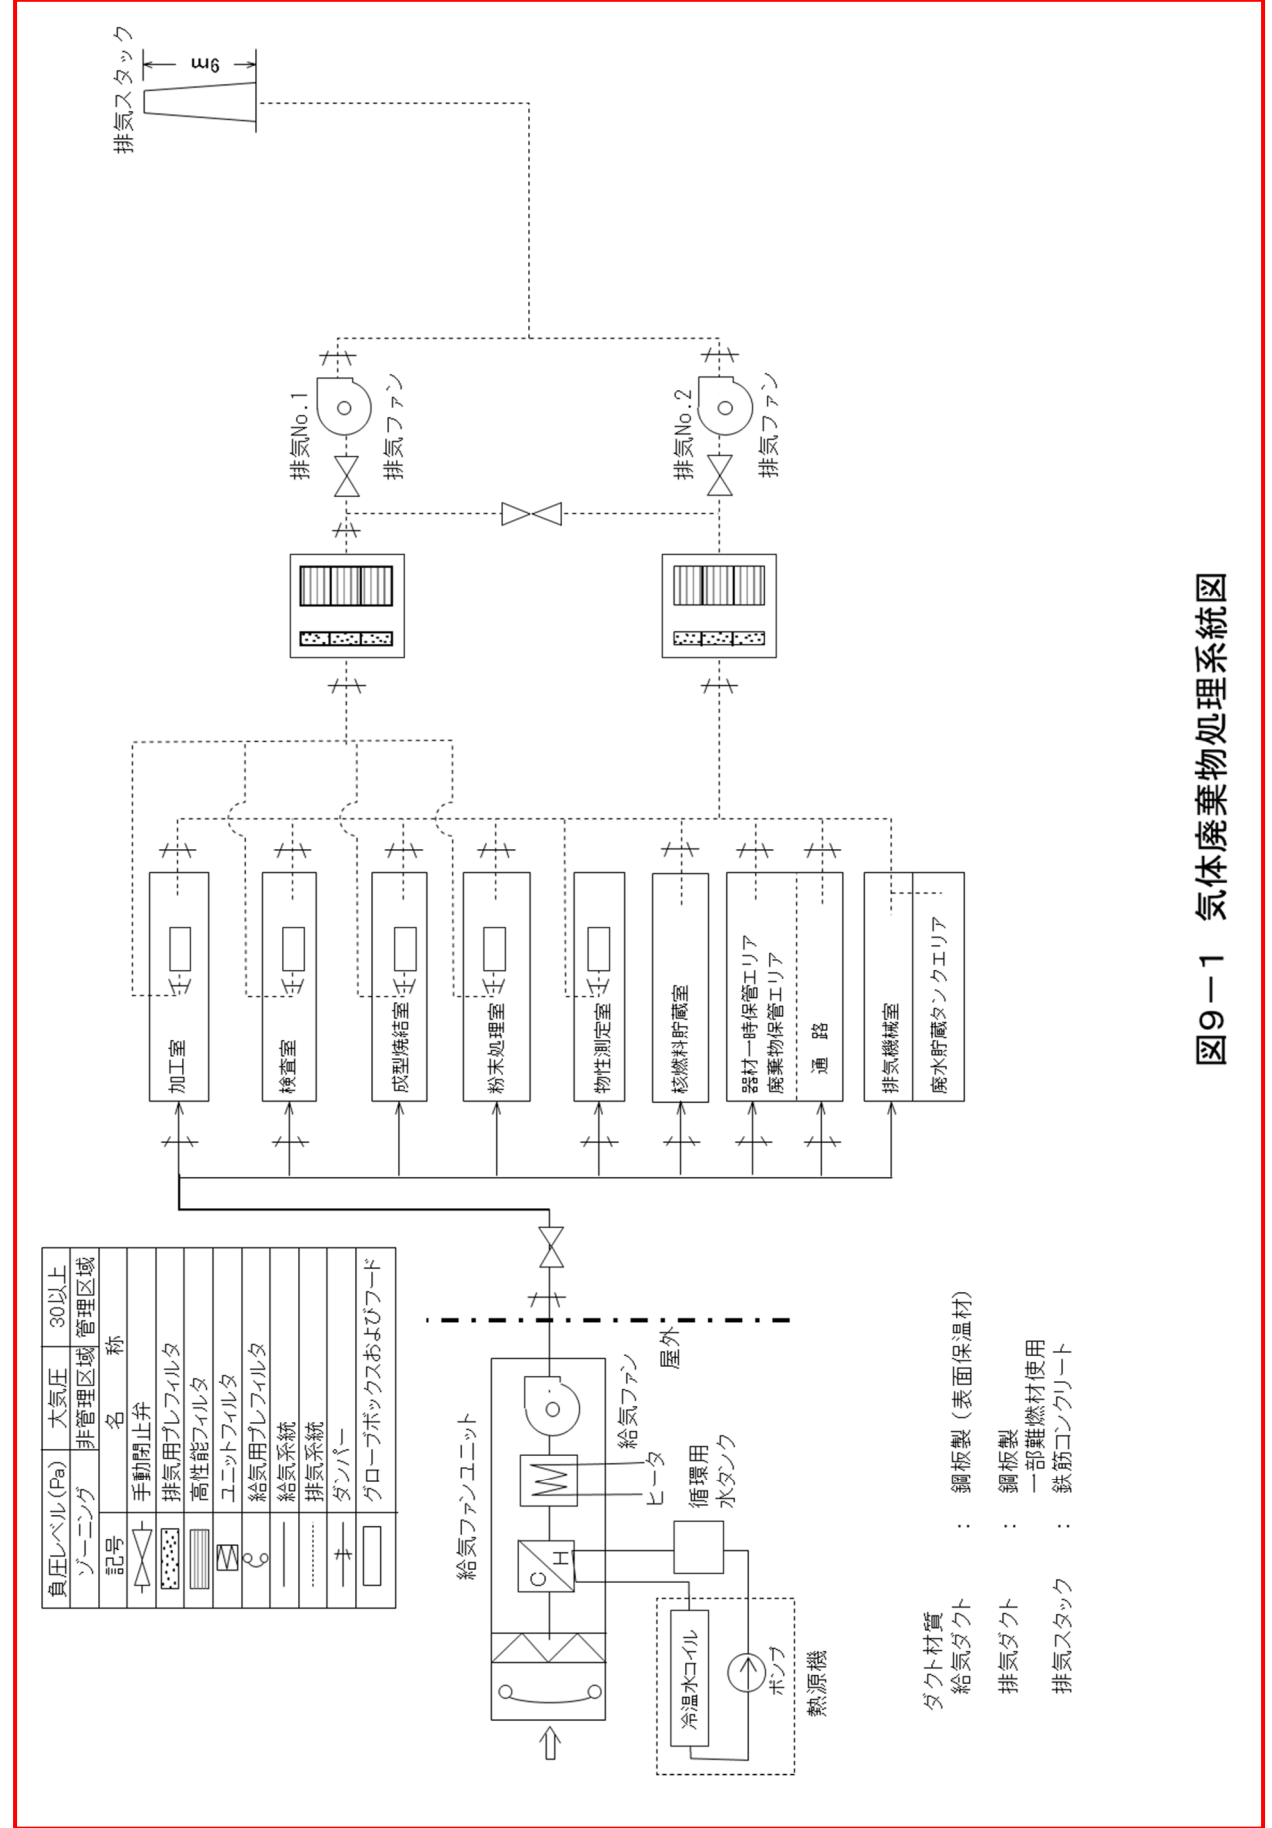 負圧レベル(Pa) 大気圧 30以上
ゾーニング 非管理区域 管理区域
記号 名 称
手動閉止弁
排気用プレフィルタ
高性能フィルタ
ユニットフィルタ
給気用プレフィルタ
給気系統
排気系統
ダンパー
グローブボックスおよびフード
給気ファンユニット
C
H
ヒータ
給気ファン
屋外
循環用
水タンク
冷温水コイル
ポンプ
熱源機
加工室
検査室
成型焼結室
粉末処理室
物性測定室
核燃料貯蔵室
器材一時保管エリア
廃棄物保管エリア
通 路
排気機械室
廃水貯蔵タンクエリア
排気No.1
排気ファン
排気No.2
排気ファン
排気スタック
9m
ダクト材質
給気ダクト : 鋼板製(表面保温材)
排気ダクト : 鋼板製
一部難燃材使用
排気スタック : 鉄筋コンクリート
図9-1 気体廃棄物処理系統図